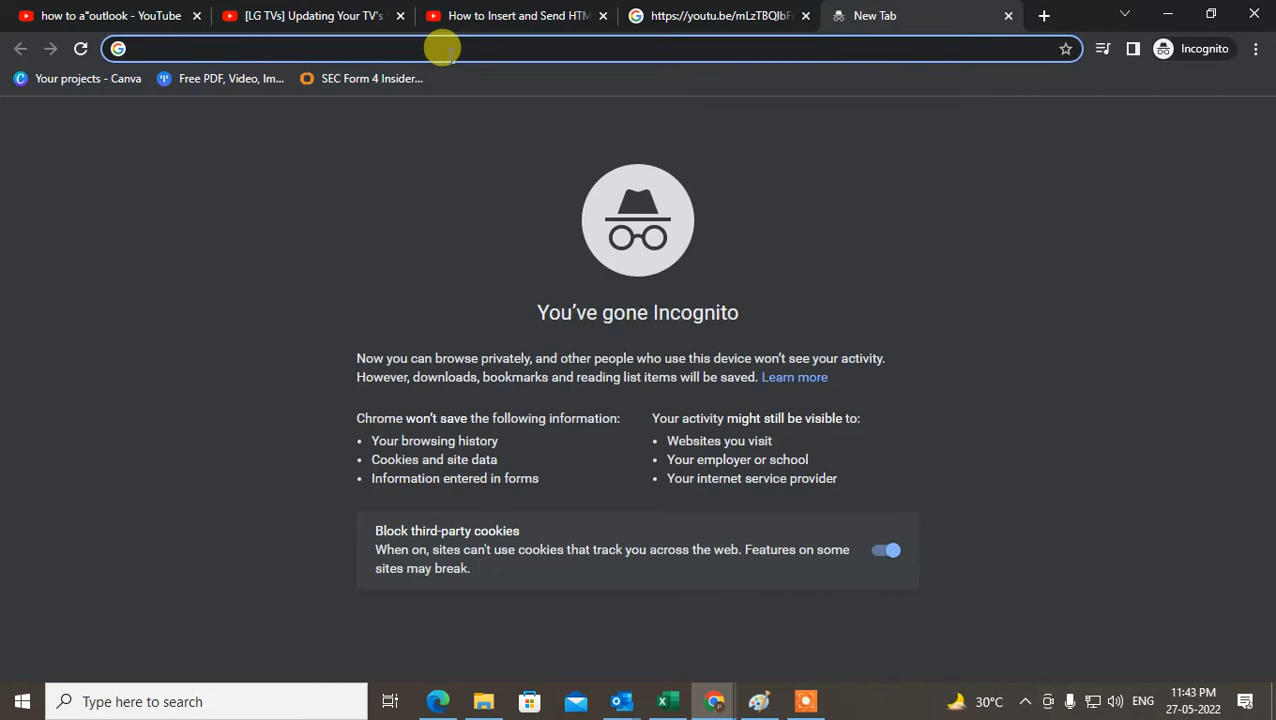 how to a"outlook - YouTube
[LG TVs] Updating Your TV's
How to Insert and Send HTM
https://youtu.be/mLzTBQIbF
New Tab
Incognito
Your projects - Canva
Free PDF, Video, Im...
SEC Form 4 Insider...
You've gone Incognito
Now you can browse privately, and other people who use this device won't see your activity.
However, downloads, bookmarks and reading list items will be saved. Learn more
Chrome won't save the following information:
• Your browsing history
• Cookies and site data
• Information entered in forms
Your activity might still be visible to:
• Websites you visit
• Your employer or school
• Your internet service provider
Block third-party cookies
When on, sites can't use cookies that track you across the web. Features on some
sites may break.
Type here to search
30°C
ENG
11:43 PM
27-05-2022